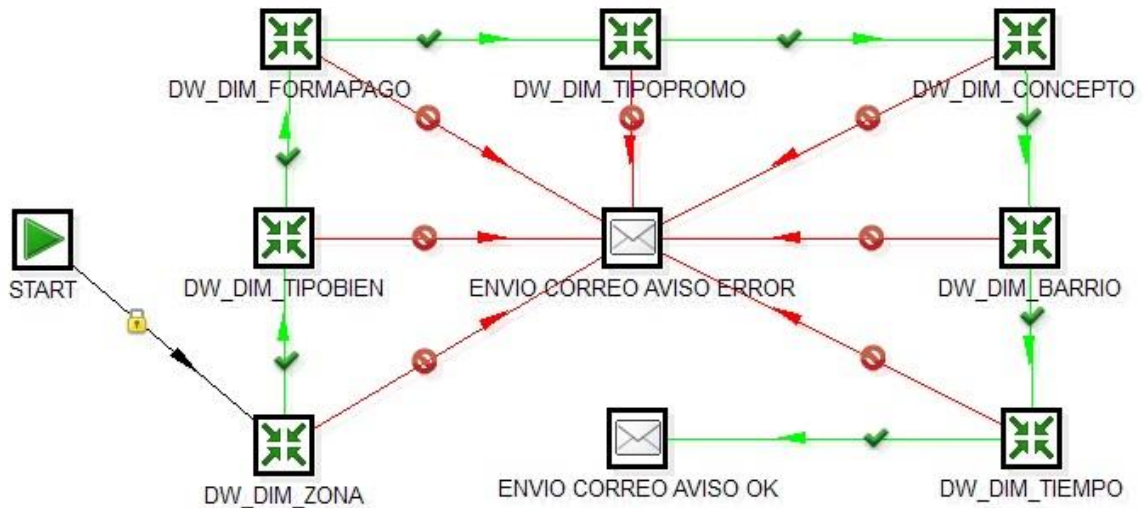 DW_DIM_FORMAPAGO
DW_DIM_TIPOPROMO
DW_DIM_CONCEPTO
START
DW_DIM_TIPOBIEN
ENVIO CORREO AVISO ERROR
DW_DIM_BARRIO
DW_DIM_ZONA
ENVIO CORREO AVISO OK
DW_DIM_TIEMPO